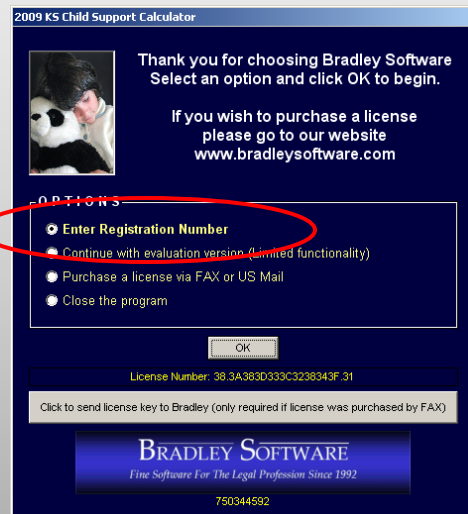 2009 KS Child Support Calculator
Thank you for choosing Bradley Software
Select an option and click OK to begin.
If you wish to purchase a license
please go to our website
www.bradleysoftware.com
OPTIONS
Enter Registration Number
Continue with evaluation version (Limited functionality)
Purchase a license via FAX or US Mail
Close the program
OK
License Number: 38.3A383D333C3238343F.31
Click to send license key to Bradley (only required if license was purchased by FAX)
BRADLEY SOFTWARE
Fine Software For The Legal Profession Since 1992
750344592